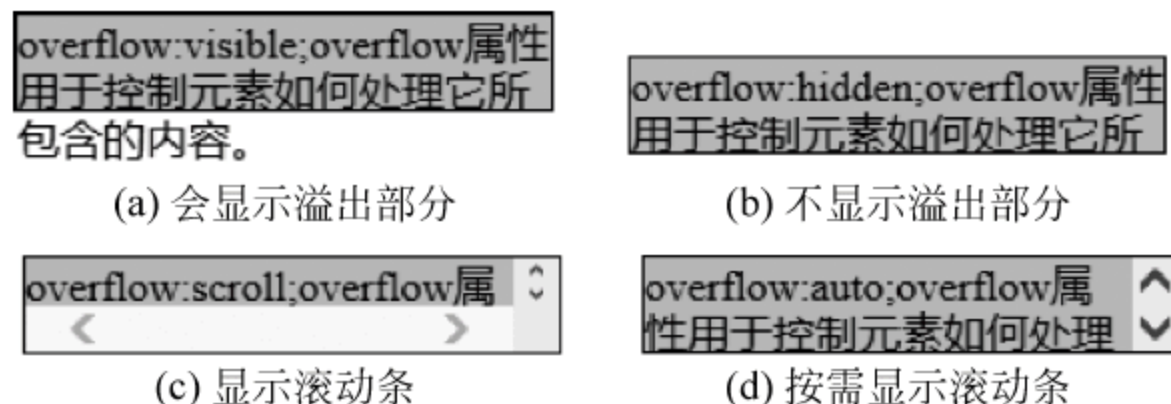 overflow:visible;overflow属性
用于控制元素如何处理它所
包含的内容。
(a) 会显示溢出部分
overflow:hidden;overflow属性
用于控制元素如何处理它所
(b) 不显示溢出部分
overflow:scroll;overflow属
(c) 显示滚动条
overflow:auto;overflow属
性用于控制元素如何处理
(d) 按需显示滚动条